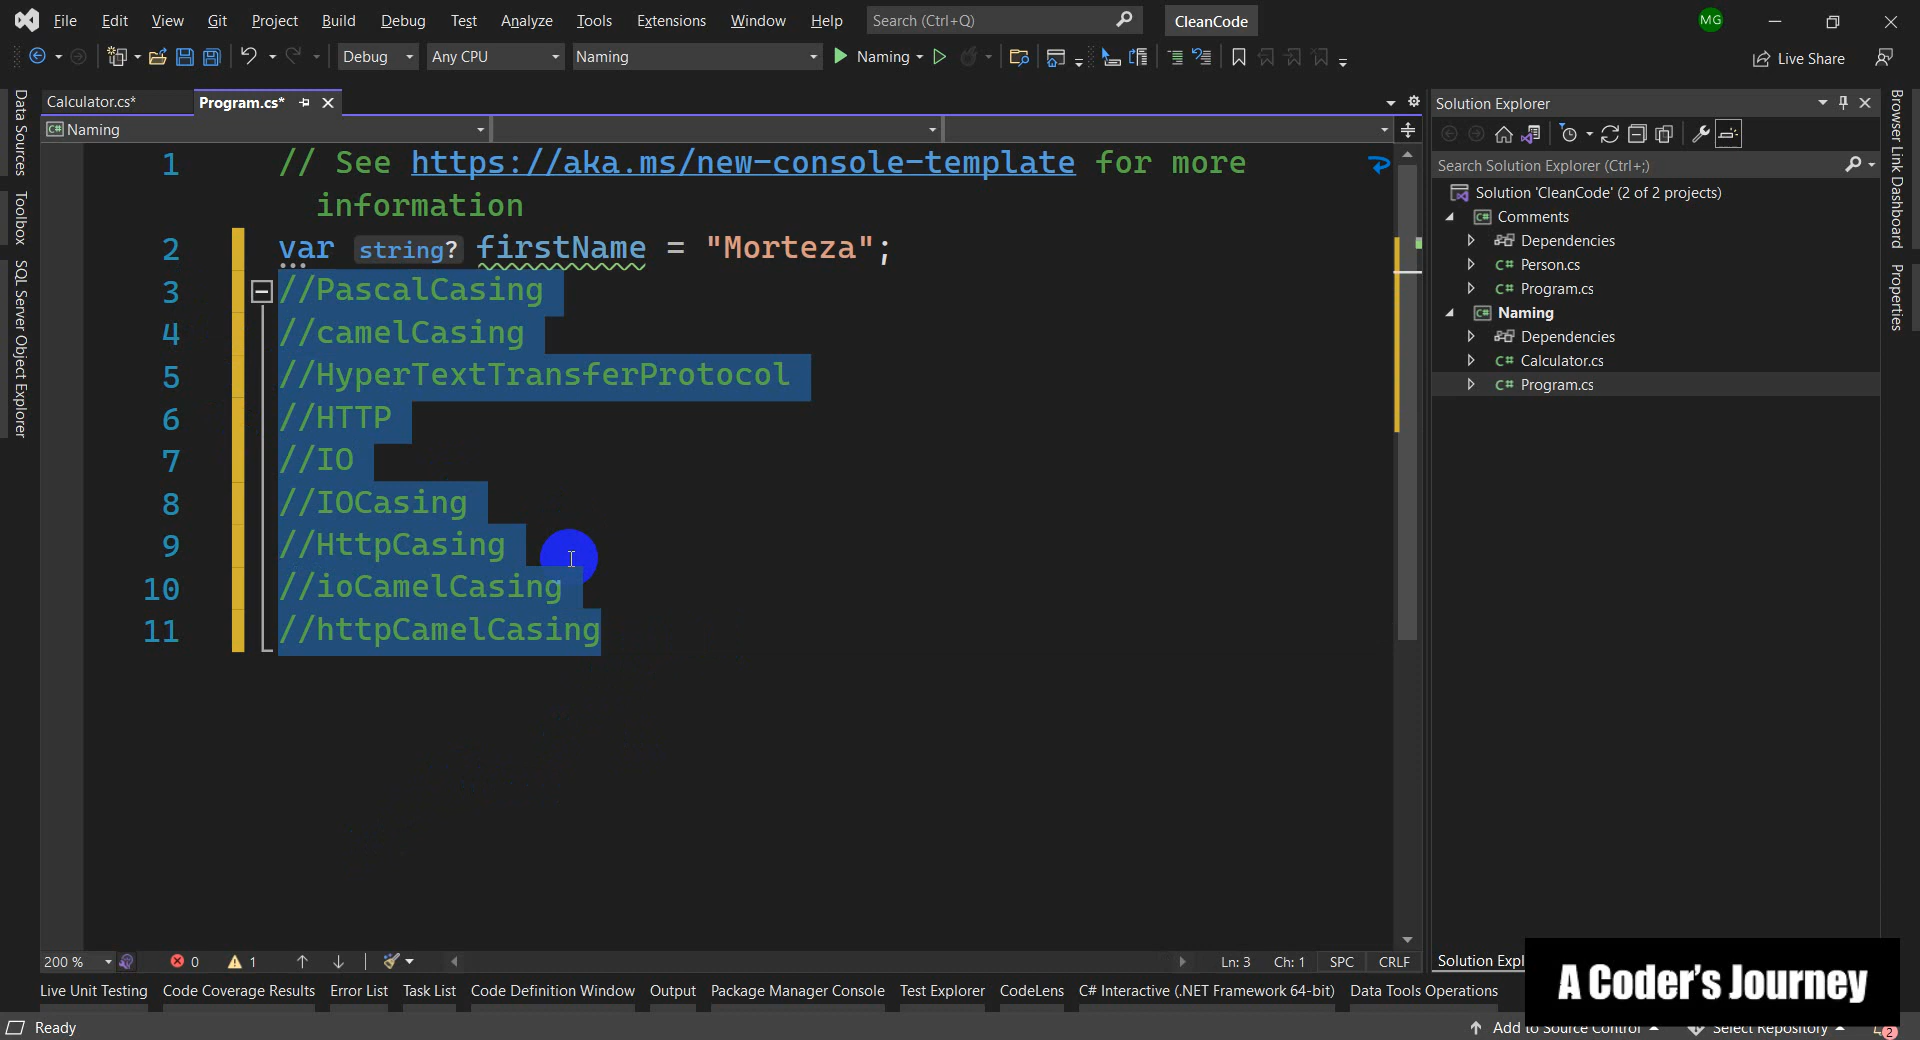 File Edit View Git Project Build Debug Test Analyze Tools Extensions Window Help Search (Ctrl+Q) CleanCode MG
Debug Any CPU Naming Naming Live Share
Data Sources
Toolbox
SQL Server Object Explorer
Calculator.cs* Program.cs*
C# Naming
1 // See https://aka.ms/new-console-template for more
information
2 var string? firstName = "Morteza";
3 //PascalCasing
4 //camelCasing
5 //HyperTextTransferProtocol
6 //HTTP
7 //IO
8 //IOCasing
9 //HttpCasing
10 //ioCamelCasing
11 //httpCamelCasing
200 % 0 1 Ln: 3 Ch: 1 SPC CRLF
Solution Explorer
Search Solution Explorer (Ctrl+;)
Solution 'CleanCode' (2 of 2 projects)
C# Comments
Dependencies
C# Person.cs
C# Program.cs
C# Naming
Dependencies
C# Calculator.cs
C# Program.cs
Solution Expl
Browser Link Dashboard
Properties
Live Unit Testing Code Coverage Results Error List Task List Code Definition Window Output Package Manager Console Test Explorer CodeLens C# Interactive (.NET Framework 64-bit) Data Tools Operations
A Coder's Journey
Ready Add to Source Control Select Repository 2